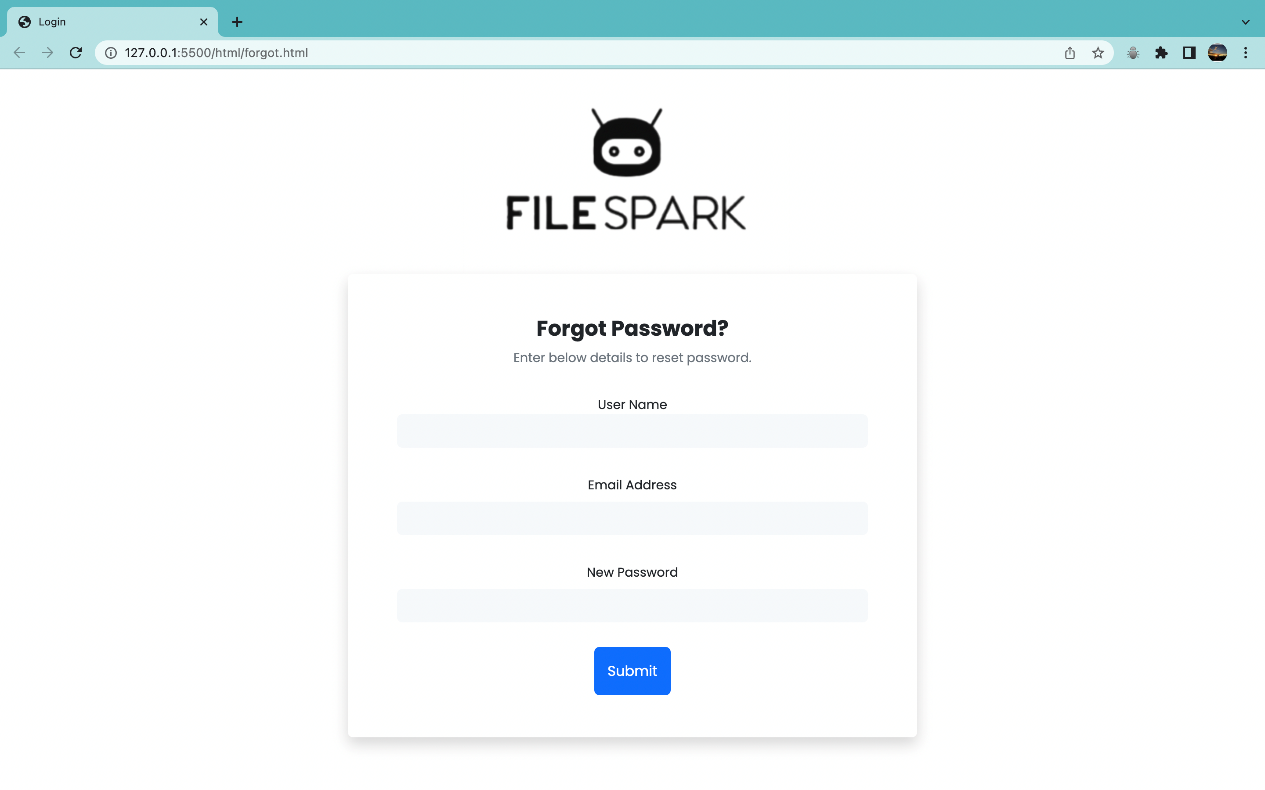 Login
127.0.0.1:5500/html/forgot.html
FILE SPARK
Forgot Password?
Enter below details to reset password.
User Name
Email Address
New Password
Submit